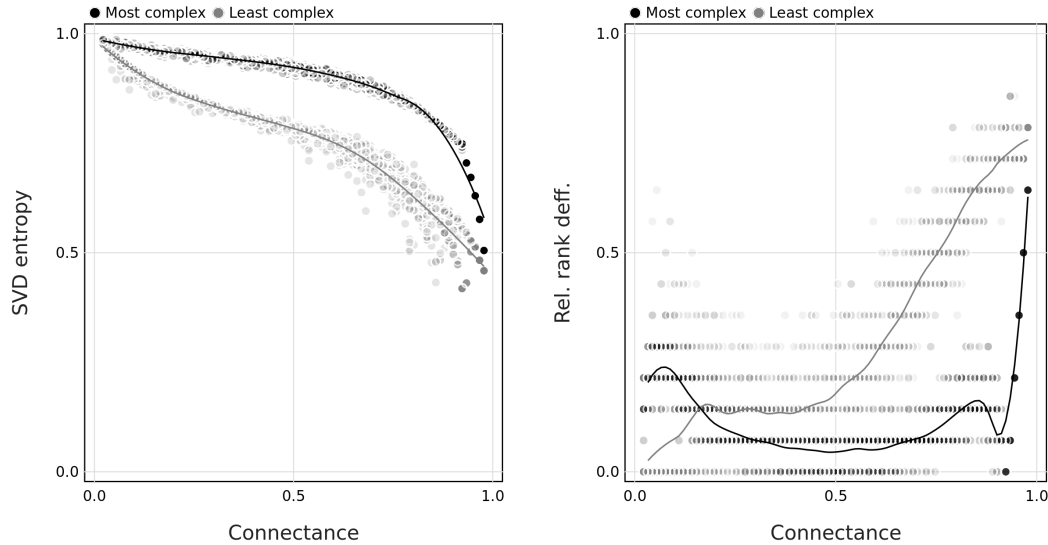 Most complex Least complex
1.0
0.5
0.0
SVD entropy
0.0 0.5 1.0
Connectance
Most complex Least complex
1.0
0.5
0.0
Rel. rank deff.
0.0 0.5 1.0
Connectance